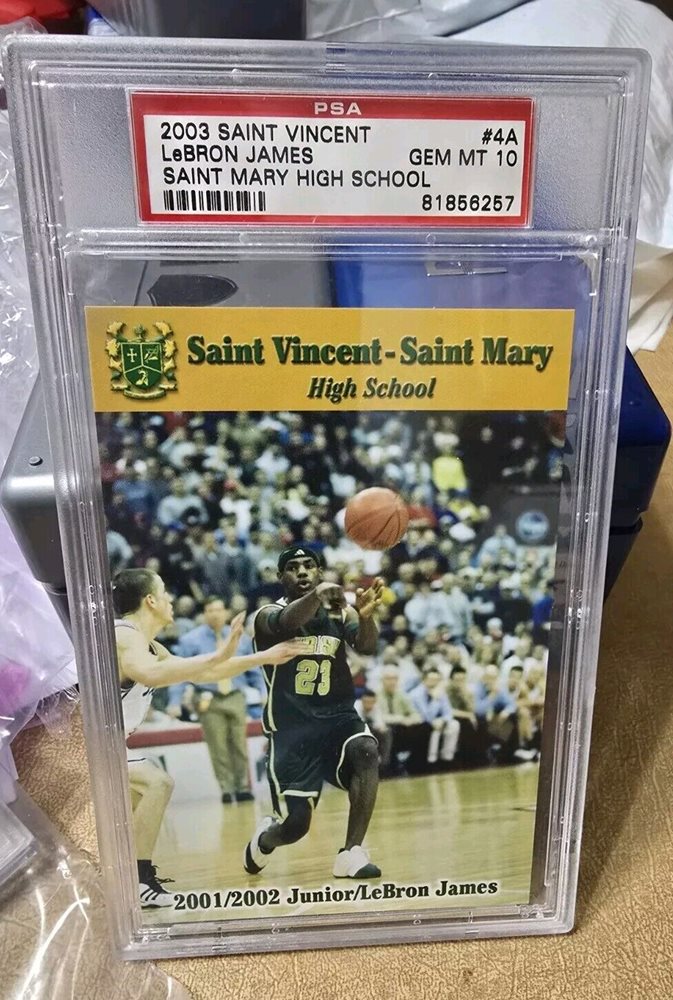 PSA
2003 SAINT VINCENT #4A
LeBRON JAMES GEM MT 10
SAINT MARY HIGH SCHOOL
81856257
Saint Vincent-Saint Mary
High School
23
2001/2002 Junior/LeBron James